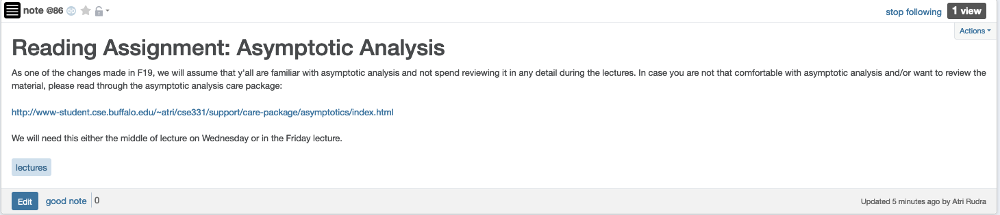 note @86
stop following 1 view
Actions
Reading Assignment: Asymptotic Analysis
As one of the changes made in F19, we will assume that y'all are familiar with asymptotic analysis and not spend reviewing it in any detail during the lectures. In case you are not that comfortable with asymptotic analysis and/or want to review the
material, please read through the asymptotic analysis care package:
http://www-student.cse.buffalo.edu/~atri/cse331/support/care-package/asymptotics/index.html
We will need this either the middle of lecture on Wednesday or in the Friday lecture.
lectures
Edit good note 0
Updated 5 minutes ago by Atri Rudra